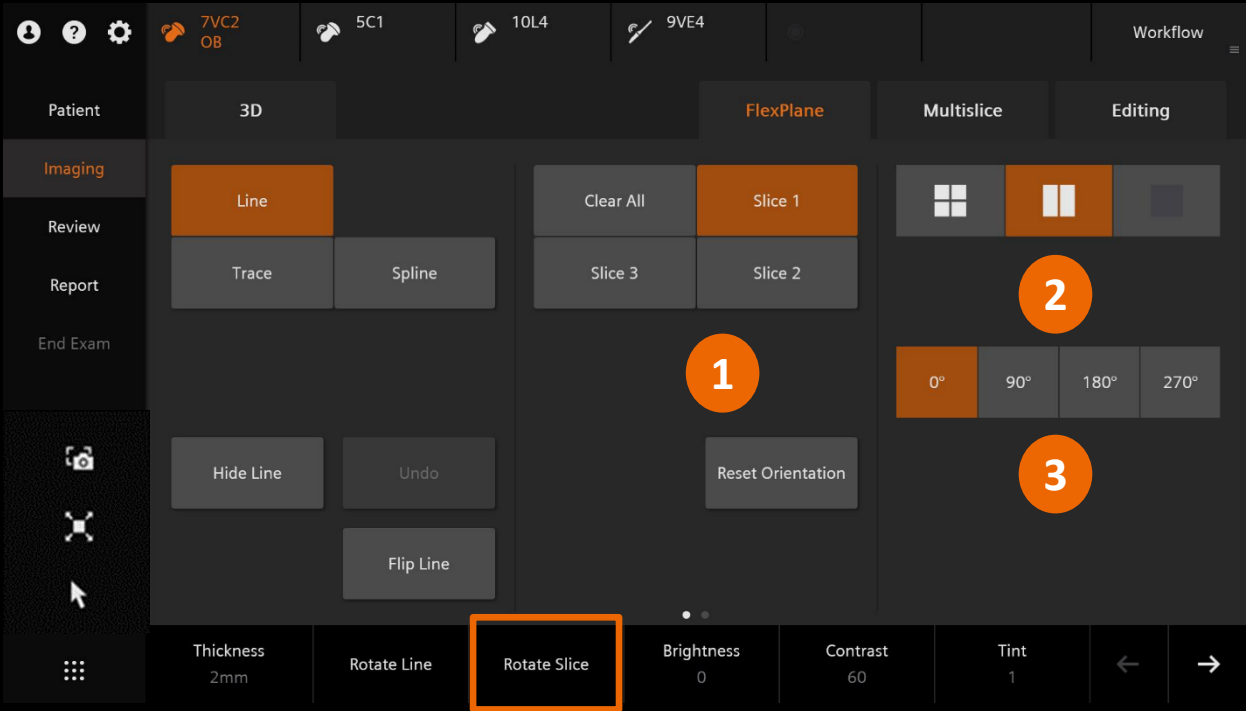 7VC2
OB
5C1
10L4
9VE4
Workflow
Patient
Imaging
Review
Report
End Exam
3D
FlexPlane
Multislice
Editing
Line
Trace
Spline
Hide Line
Undo
Flip Line
Clear All
Slice 1
Slice 3
Slice 2
1
Reset Orientation
2
0°
90°
180°
270°
3
Thickness
2mm
Rotate Line
Rotate Slice
Brightness
0
Contrast
60
Tint
1